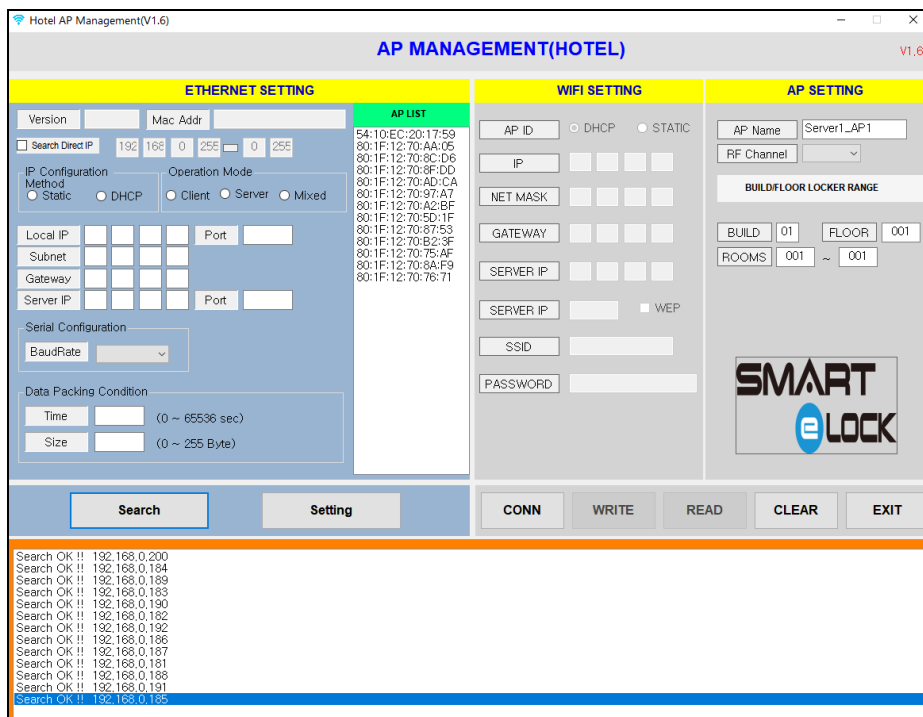 Hotel AP Management(V1.6)
AP MANAGEMENT(HOTEL)
V1.6
ETHERNET SETTING
WIFI SETTING
AP SETTING
Version
Mac Addr
Search Direct IP
192 168 0 255 0 255
IP Configuration Method
Static
DHCP
Operation Mode
Client
Server
Mixed
Local IP
Port
Subnet
Gateway
Server IP
Port
Serial Configuration
BaudRate
Data Packing Condition
Time
(0 ~ 65536 sec)
Size
(0 ~ 255 Byte)
AP LIST
54:10:EC:20:17:59
80:1F:12:70:AA:05
80:1F:12:70:8C:D6
80:1F:12:70:8F:DD
80:1F:12:70:AD:CA
80:1F:12:70:97:A7
80:1F:12:70:A2:BF
80:1F:12:70:5D:1F
80:1F:12:70:87:53
80:1F:12:70:B2:3F
80:1F:12:70:75:AF
80:1F:12:70:8A:F9
80:1F:12:70:76:71
AP ID
DHCP
STATIC
IP
NET MASK
GATEWAY
SERVER IP
SERVER IP
WEP
SSID
PASSWORD
AP Name
Server1_AP1
RF Channel
BUILD/FLOOR LOCKER RANGE
BUILD 01 FLOOR 001
ROOMS 001 ~ 001
SMART
e LOCK
Search
Setting
CONN
WRITE
READ
CLEAR
EXIT
Search OK !! 192,168,0,200
Search OK !! 192,168,0,184
Search OK !! 192,168,0,189
Search OK !! 192,168,0,183
Search OK !! 192,168,0,190
Search OK !! 192,168,0,182
Search OK !! 192,168,0,192
Search OK !! 192,168,0,186
Search OK !! 192,168,0,187
Search OK !! 192,168,0,181
Search OK !! 192,168,0,188
Search OK !! 192,168,0,191
Search OK !! 192,168,0,185